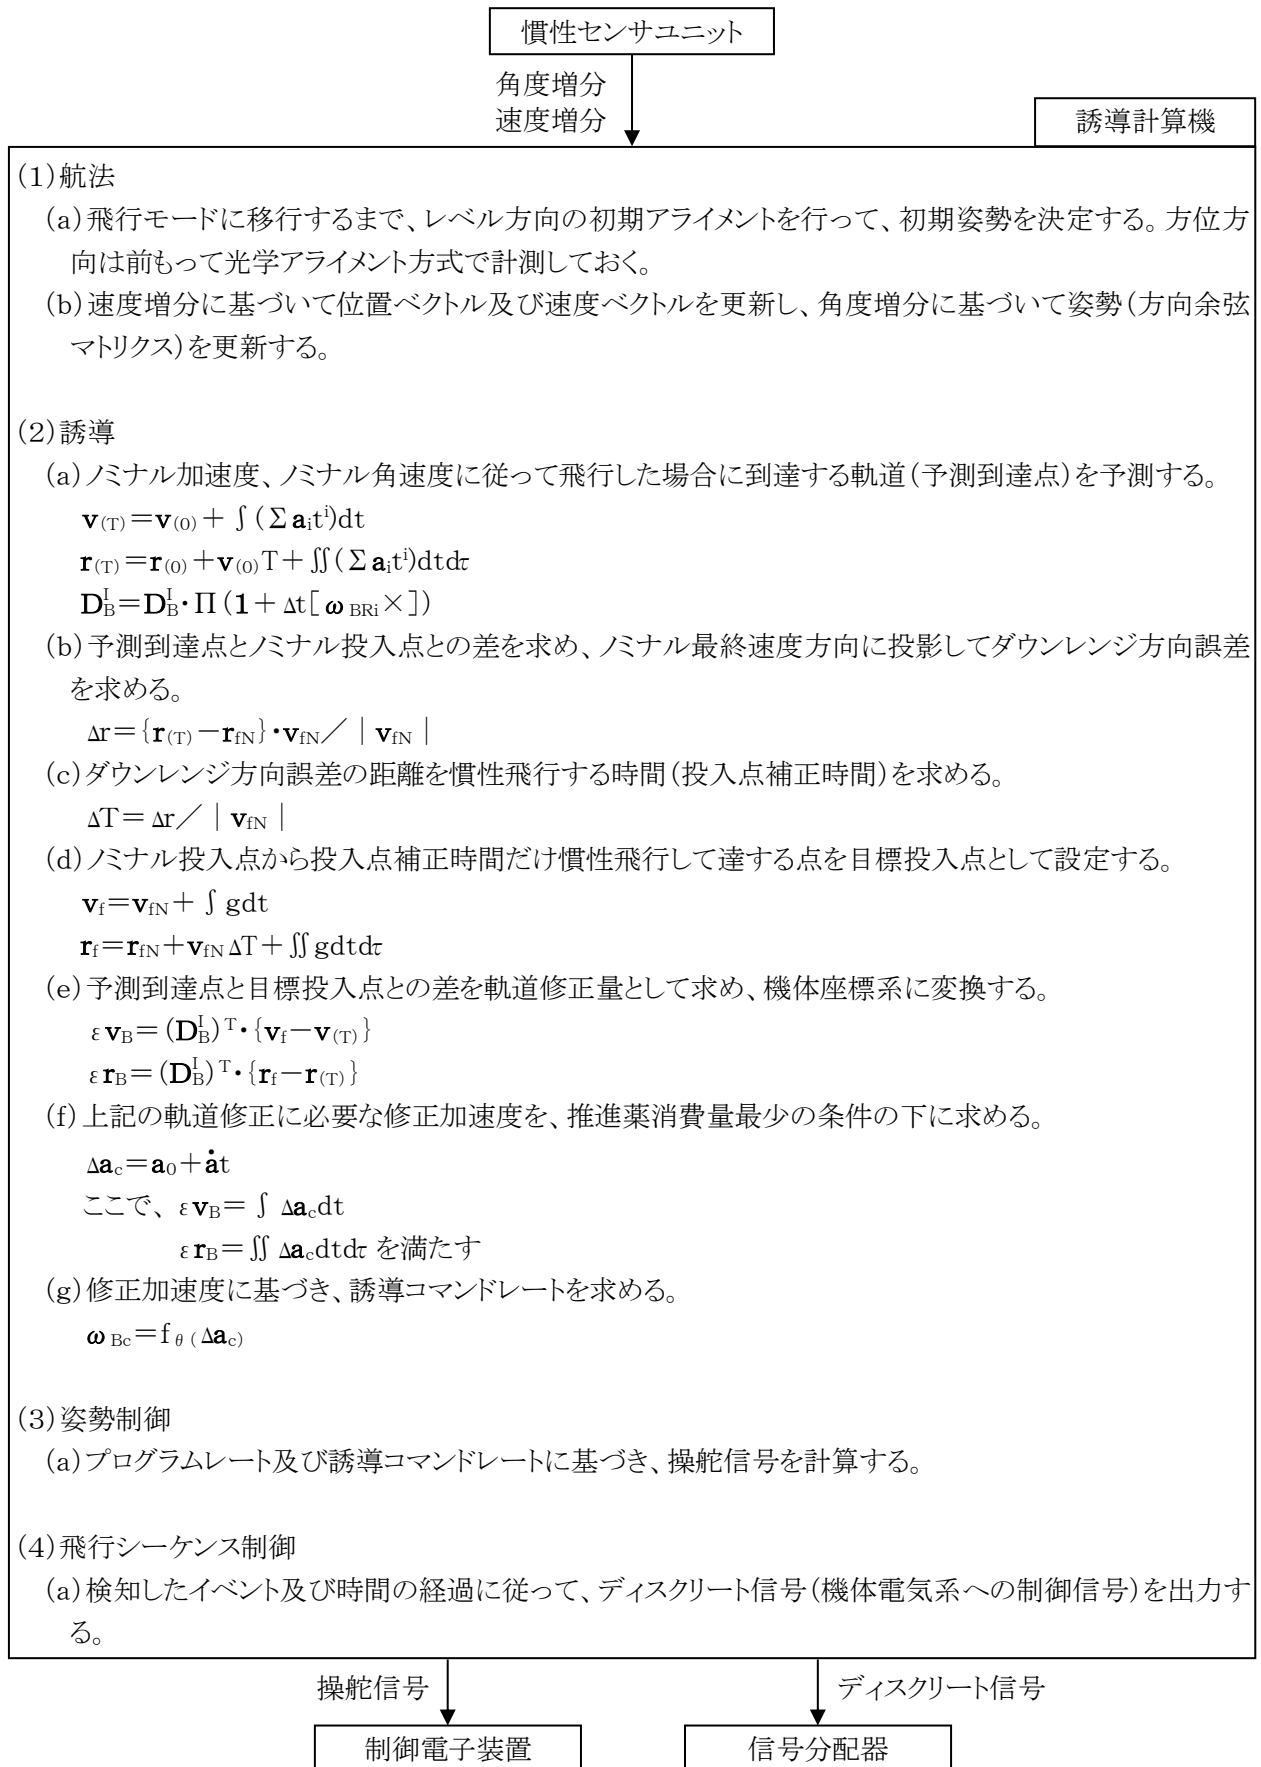 慣性センサユニット
角度増分
速度増分
誘導計算機
(1)航法
(a)飛行モードに移行するまで、レベル方向の初期アライメントを行って、初期姿勢を決定する。方位方
向は前もって光学アライメント方式で計測しておく。
(b)速度増分に基づいて位置ベクトル及び速度ベクトルを更新し、角度増分に基づいて姿勢(方向余弦
マトリクス)を更新する。
(2)誘導
(a)ノミナル加速度、ノミナル角速度に従って飛行した場合に到達する軌道(予測到達点)を予測する。
v(T)=v(0)+∫(Σaitⁱ)dt
r(T)=r(0)+v(0)T+∬(Σaitⁱ)dtdτ
D_B^I=D_B^I・Π(1+Δt[ωBRi×])
(b)予測到達点とノミナル投入点との差を求め、ノミナル最終速度方向に投影してダウンレンジ方向誤差
を求める。
Δr={r(T)-rfN}・vfN/|vfN|
(c)ダウンレンジ方向誤差の距離を慣性飛行する時間(投入点補正時間)を求める。
ΔT=Δr/|vfN|
(d)ノミナル投入点から投入点補正時間だけ慣性飛行して達する点を目標投入点として設定する。
vf=vfN+∫gdt
rf=rfN+vfNΔT+∬gdtdτ
(e)予測到達点と目標投入点との差を軌道修正量として求め、機体座標系に変換する。
εvB=(D_B^I)^T・{vf-v(T)}
εrB=(D_B^I)^T・{rf-r(T)}
(f)上記の軌道修正に必要な修正加速度を、推進薬消費量最少の条件の下に求める。
Δac=a0+ȧt
ここで、εvB=∫Δacdt
εrB=∬Δacdtdτを満たす
(g)修正加速度に基づき、誘導コマンドレートを求める。
ωBc=fθ(Δac)
(3)姿勢制御
(a)プログラムレート及び誘導コマンドレートに基づき、操舵信号を計算する。
(4)飛行シーケンス制御
(a)検知したイベント及び時間の経過に従って、ディスクリート信号(機体電気系への制御信号)を出力す
る。
操舵信号
ディスクリート信号
制御電子装置
信号分配器